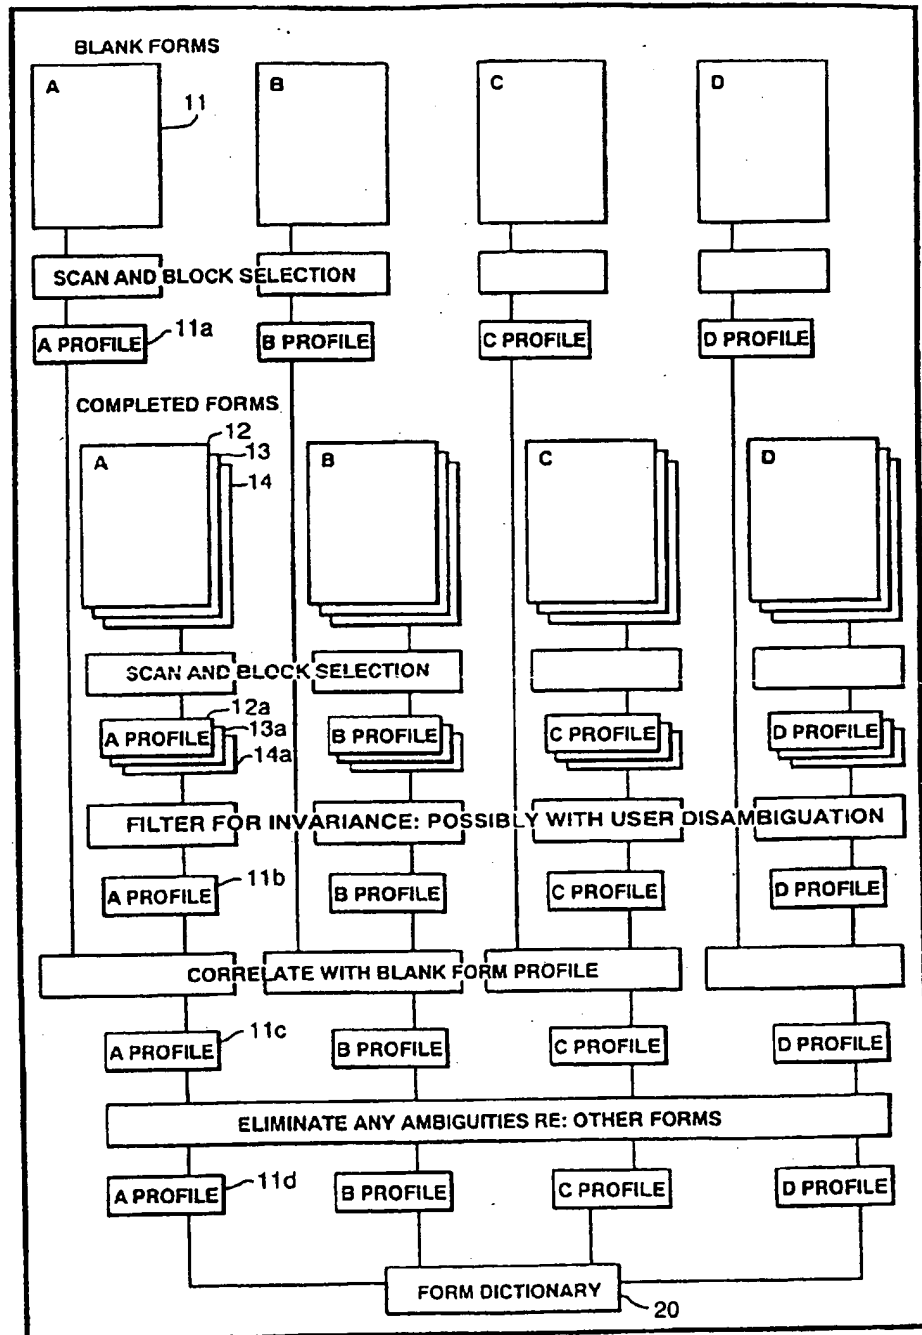 BLANK FORMS
A B C D
11
SCAN AND BLOCK SELECTION
A PROFILE 11a B PROFILE C PROFILE D PROFILE
COMPLETED FORMS
12
13
14
A B C D
SCAN AND BLOCK SELECTION
12a
13a
14a
A PROFILE B PROFILE C PROFILE D PROFILE
FILTER FOR INVARIANCE: POSSIBLY WITH USER DISAMBIGUATION
A PROFILE 11b B PROFILE C PROFILE D PROFILE
CORRELATE WITH BLANK FORM PROFILE
A PROFILE 11c B PROFILE C PROFILE D PROFILE
ELIMINATE ANY AMBIGUITIES RE: OTHER FORMS
A PROFILE 11d B PROFILE C PROFILE D PROFILE
FORM DICTIONARY
20